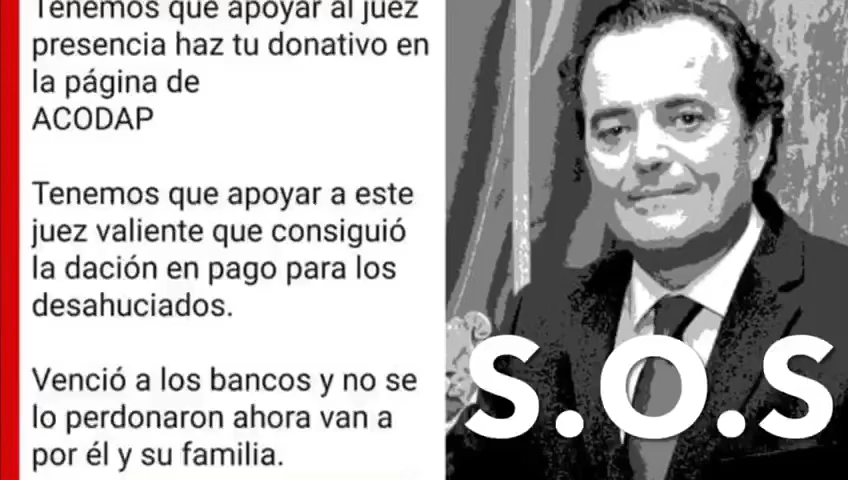 Tenemos que apoyar al juez
presencia haz tu donativo en
la página de
ACODAP
Tenemos que apoyar a este
juez valiente que consiguió
la dación en pago para los
desahuciados.
Venció a los bancos y no se
lo perdonaron ahora van a
por él y su familia.
S.O.S